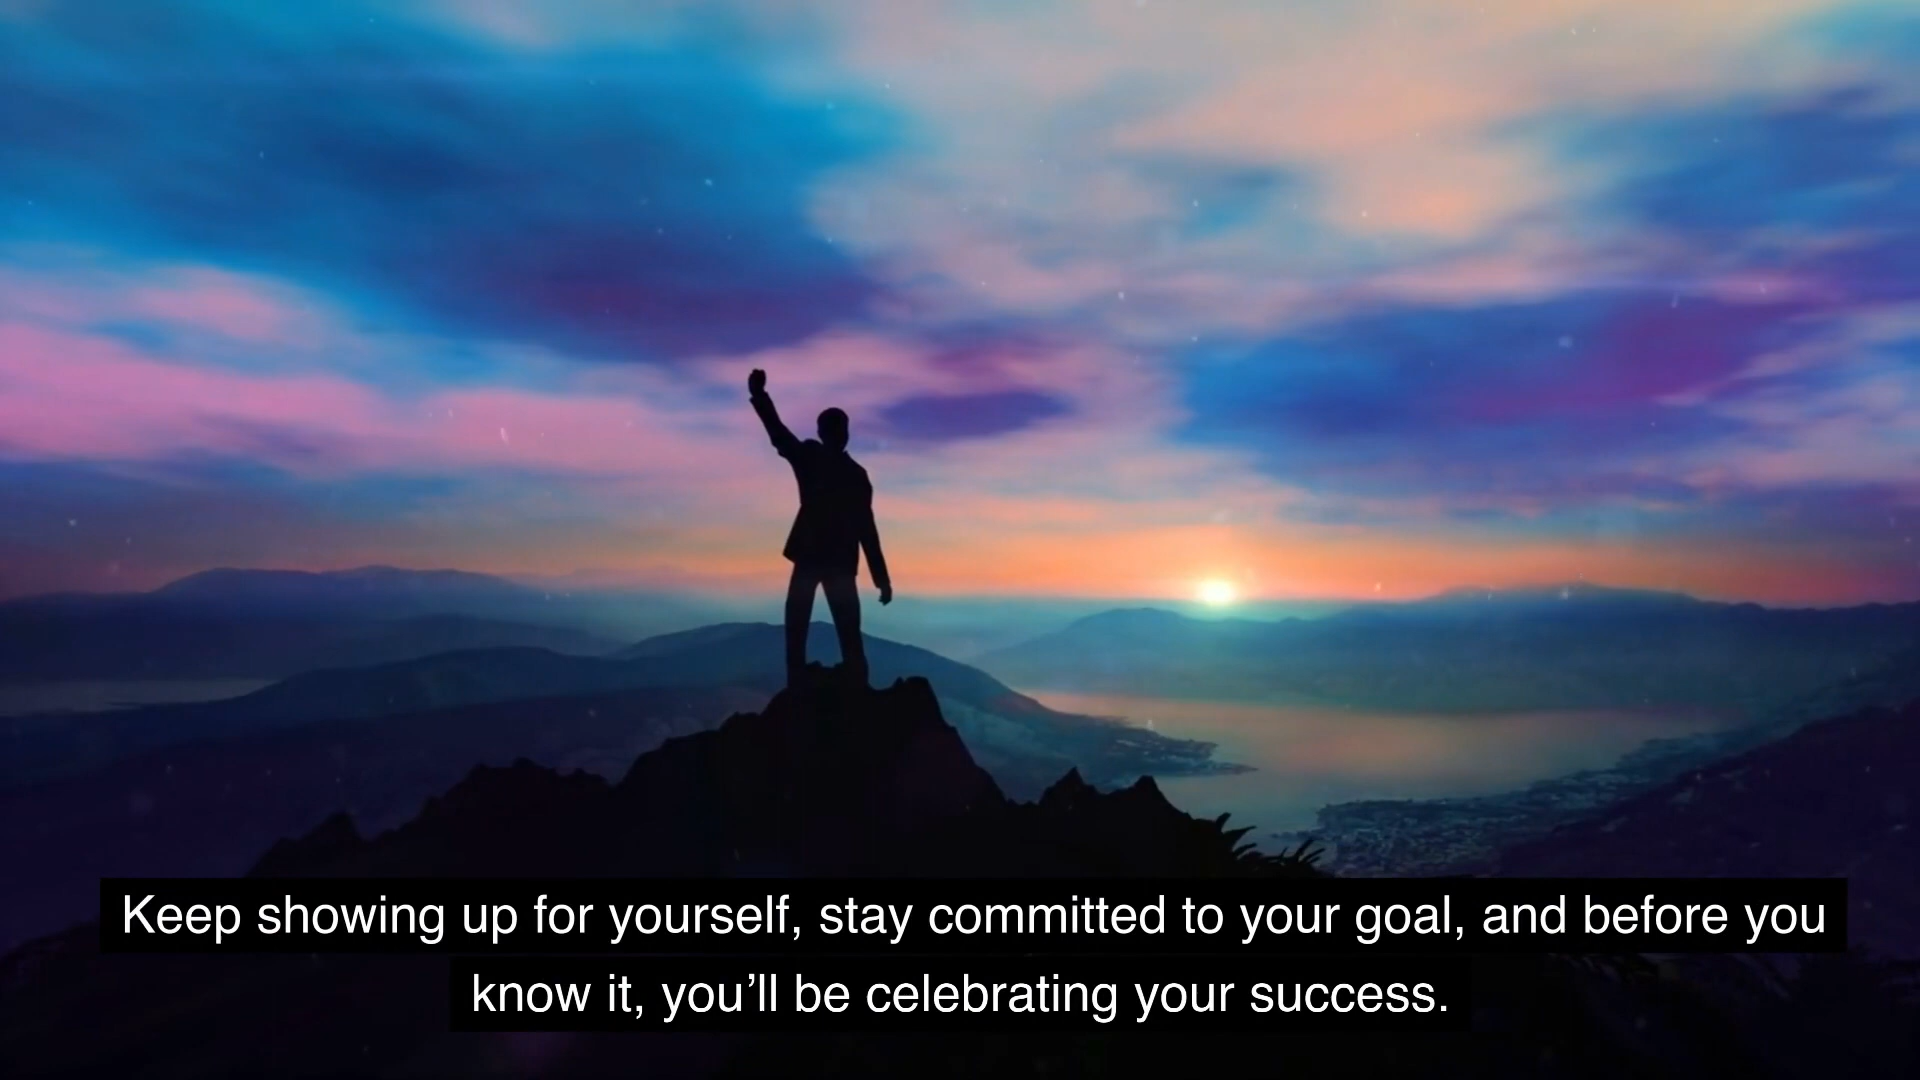 Keep showing up for yourself, stay committed to your goal, and before you
know it, you’ll be celebrating your success.